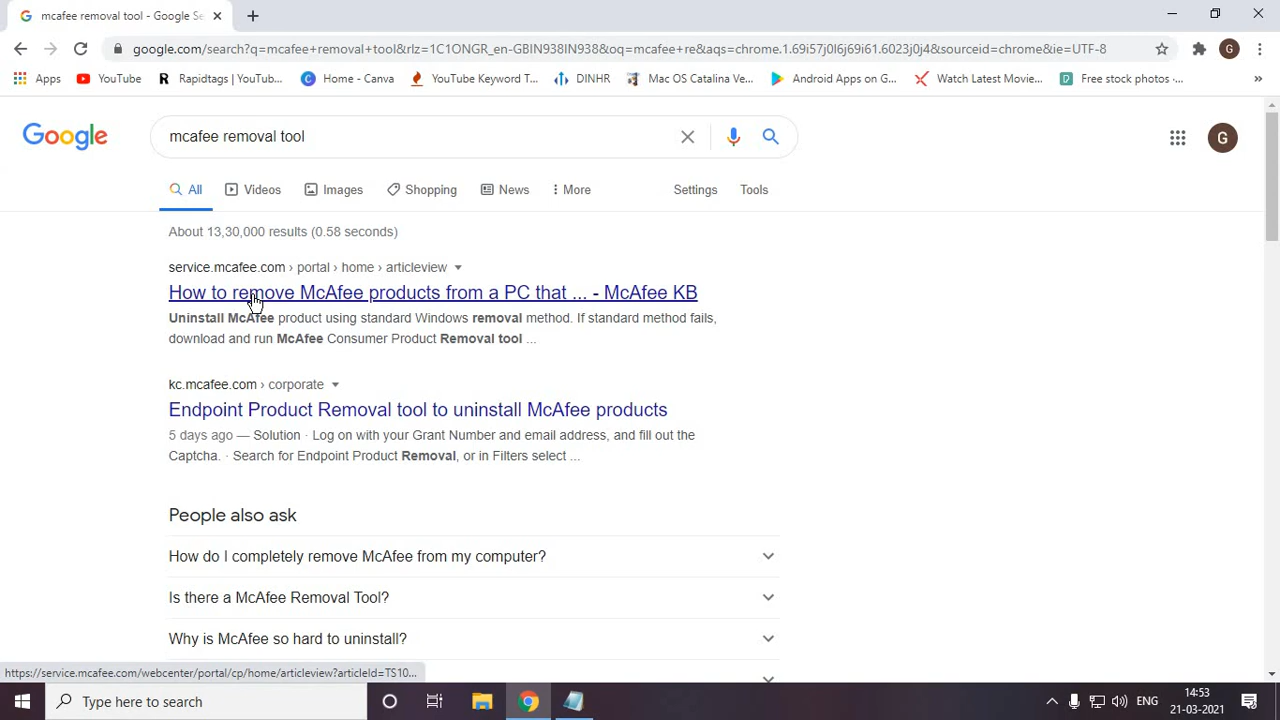 mcafee removal tool - Google Se
google.com/search?q=mcafee+removal+tool&rlz=1C1ONGR_en-GBIN938IN938&oq=mcafee+re&aqs=chrome.1.69i57j0l6j69i61.6023j0j4&sourceid=chrome&ie=UTF-8
G
Apps
YouTube
R Rapidtags | YouTub...
C Home - Canva
YouTube Keyword T...
DINHR
Mac OS Catalina Ve...
Android Apps on G...
Watch Latest Movie...
Free stock photos ·...
»
Google
mcafee removal tool
G
All
Videos
Images
Shopping
News
More
Settings
Tools
About 13,30,000 results (0.58 seconds)
service.mcafee.com › portal › home › articleview
How to remove McAfee products from a PC that ... - McAfee KB
Uninstall McAfee product using standard Windows removal method. If standard method fails,
download and run McAfee Consumer Product Removal tool ...
kc.mcafee.com › corporate
Endpoint Product Removal tool to uninstall McAfee products
5 days ago — Solution · Log on with your Grant Number and email address, and fill out the
Captcha. · Search for Endpoint Product Removal, or in Filters select ...
People also ask
How do I completely remove McAfee from my computer?
Is there a McAfee Removal Tool?
Why is McAfee so hard to uninstall?
https://service.mcafee.com/webcenter/portal/cp/home/articleview?articleId=TS10...
Type here to search
ENG
14:53
21-03-2021